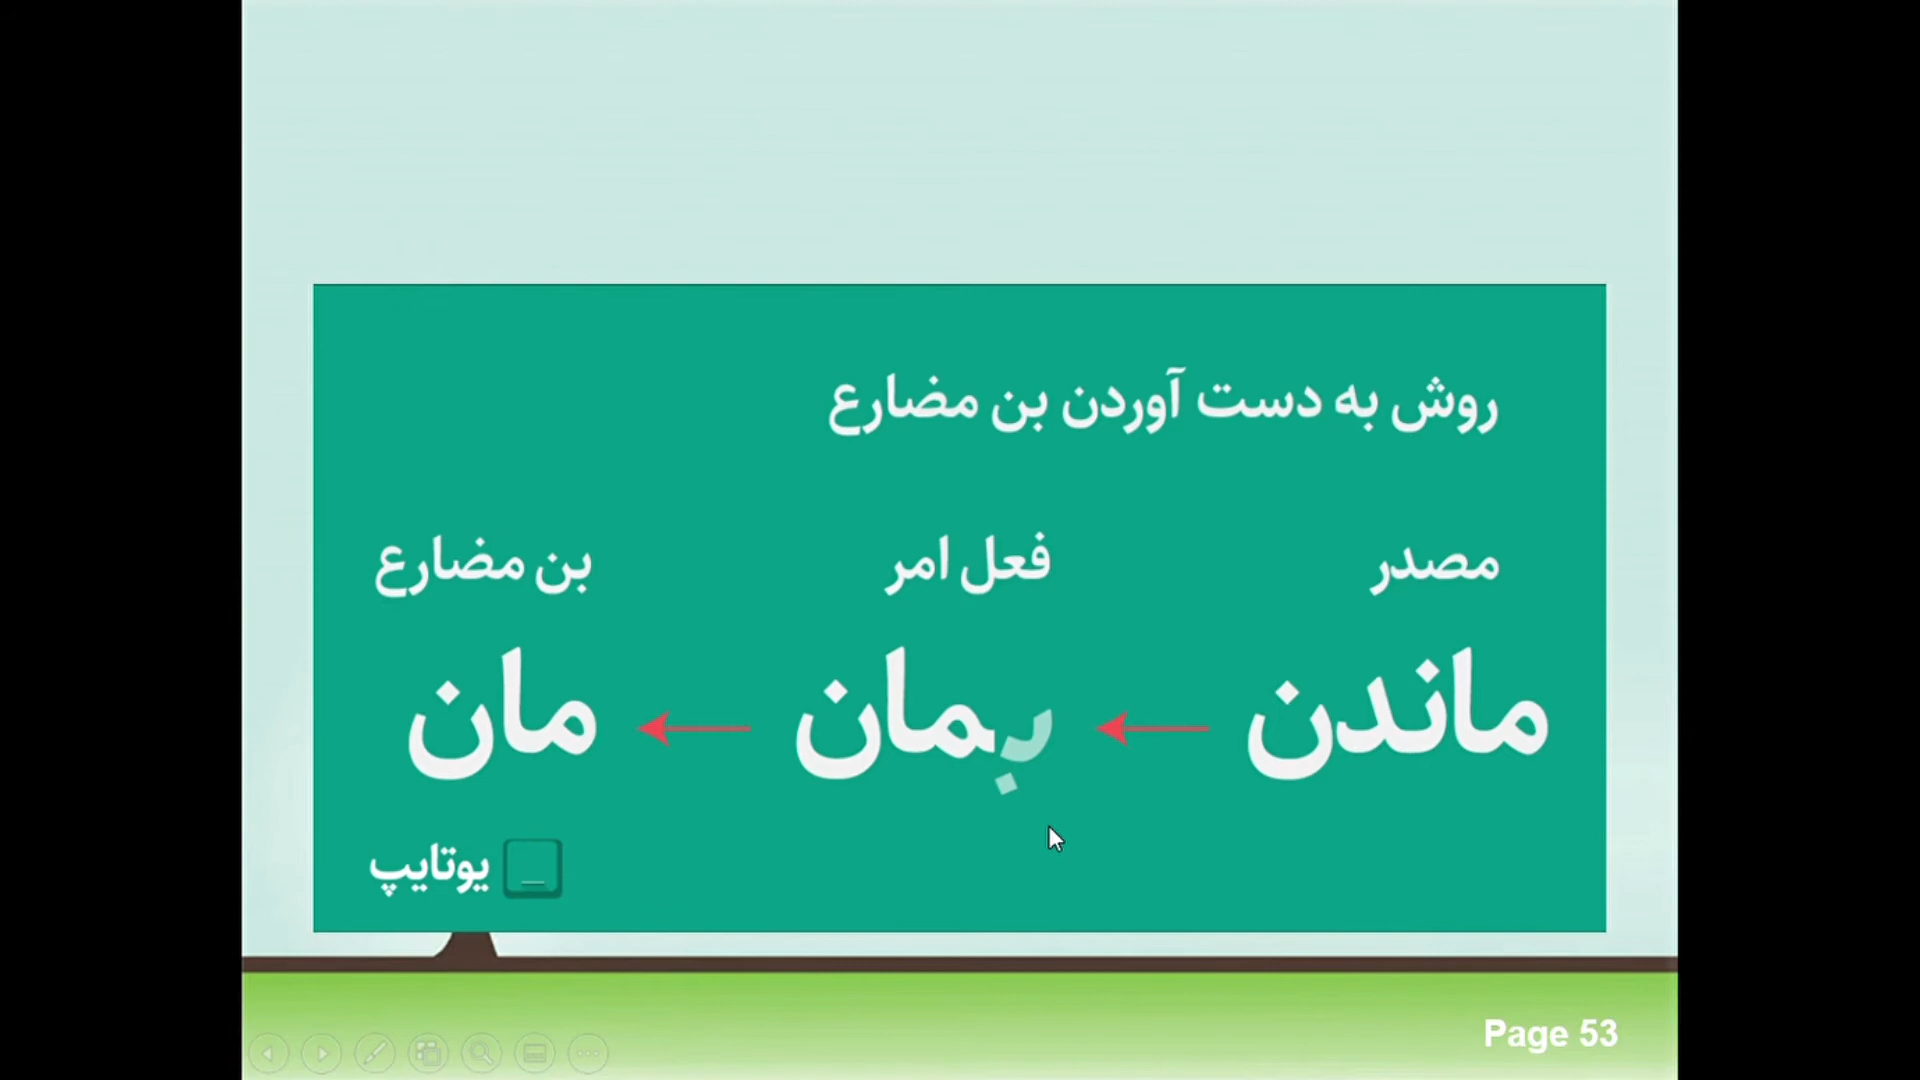 روش به دست آوردن بن مضارع
مصدر فعل امر بن مضارع
ماندن بمان مان
یوتایپ
Page 53